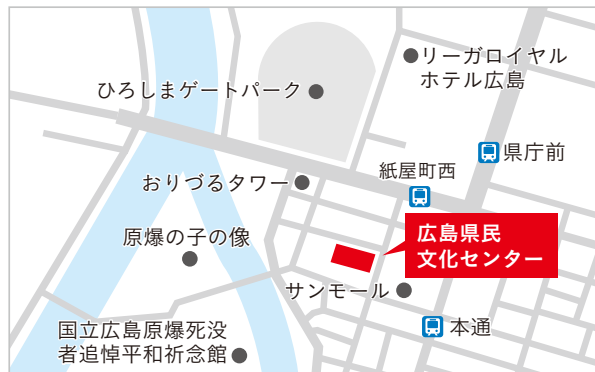 リーガロイヤル
ホテル広島
ひろしまゲートパーク
県庁前
紙屋町西
おりづるタワー
広島県民
文化センター
原爆の子の像
サンモール
本通
国立広島原爆死没
者追悼平和祈念館